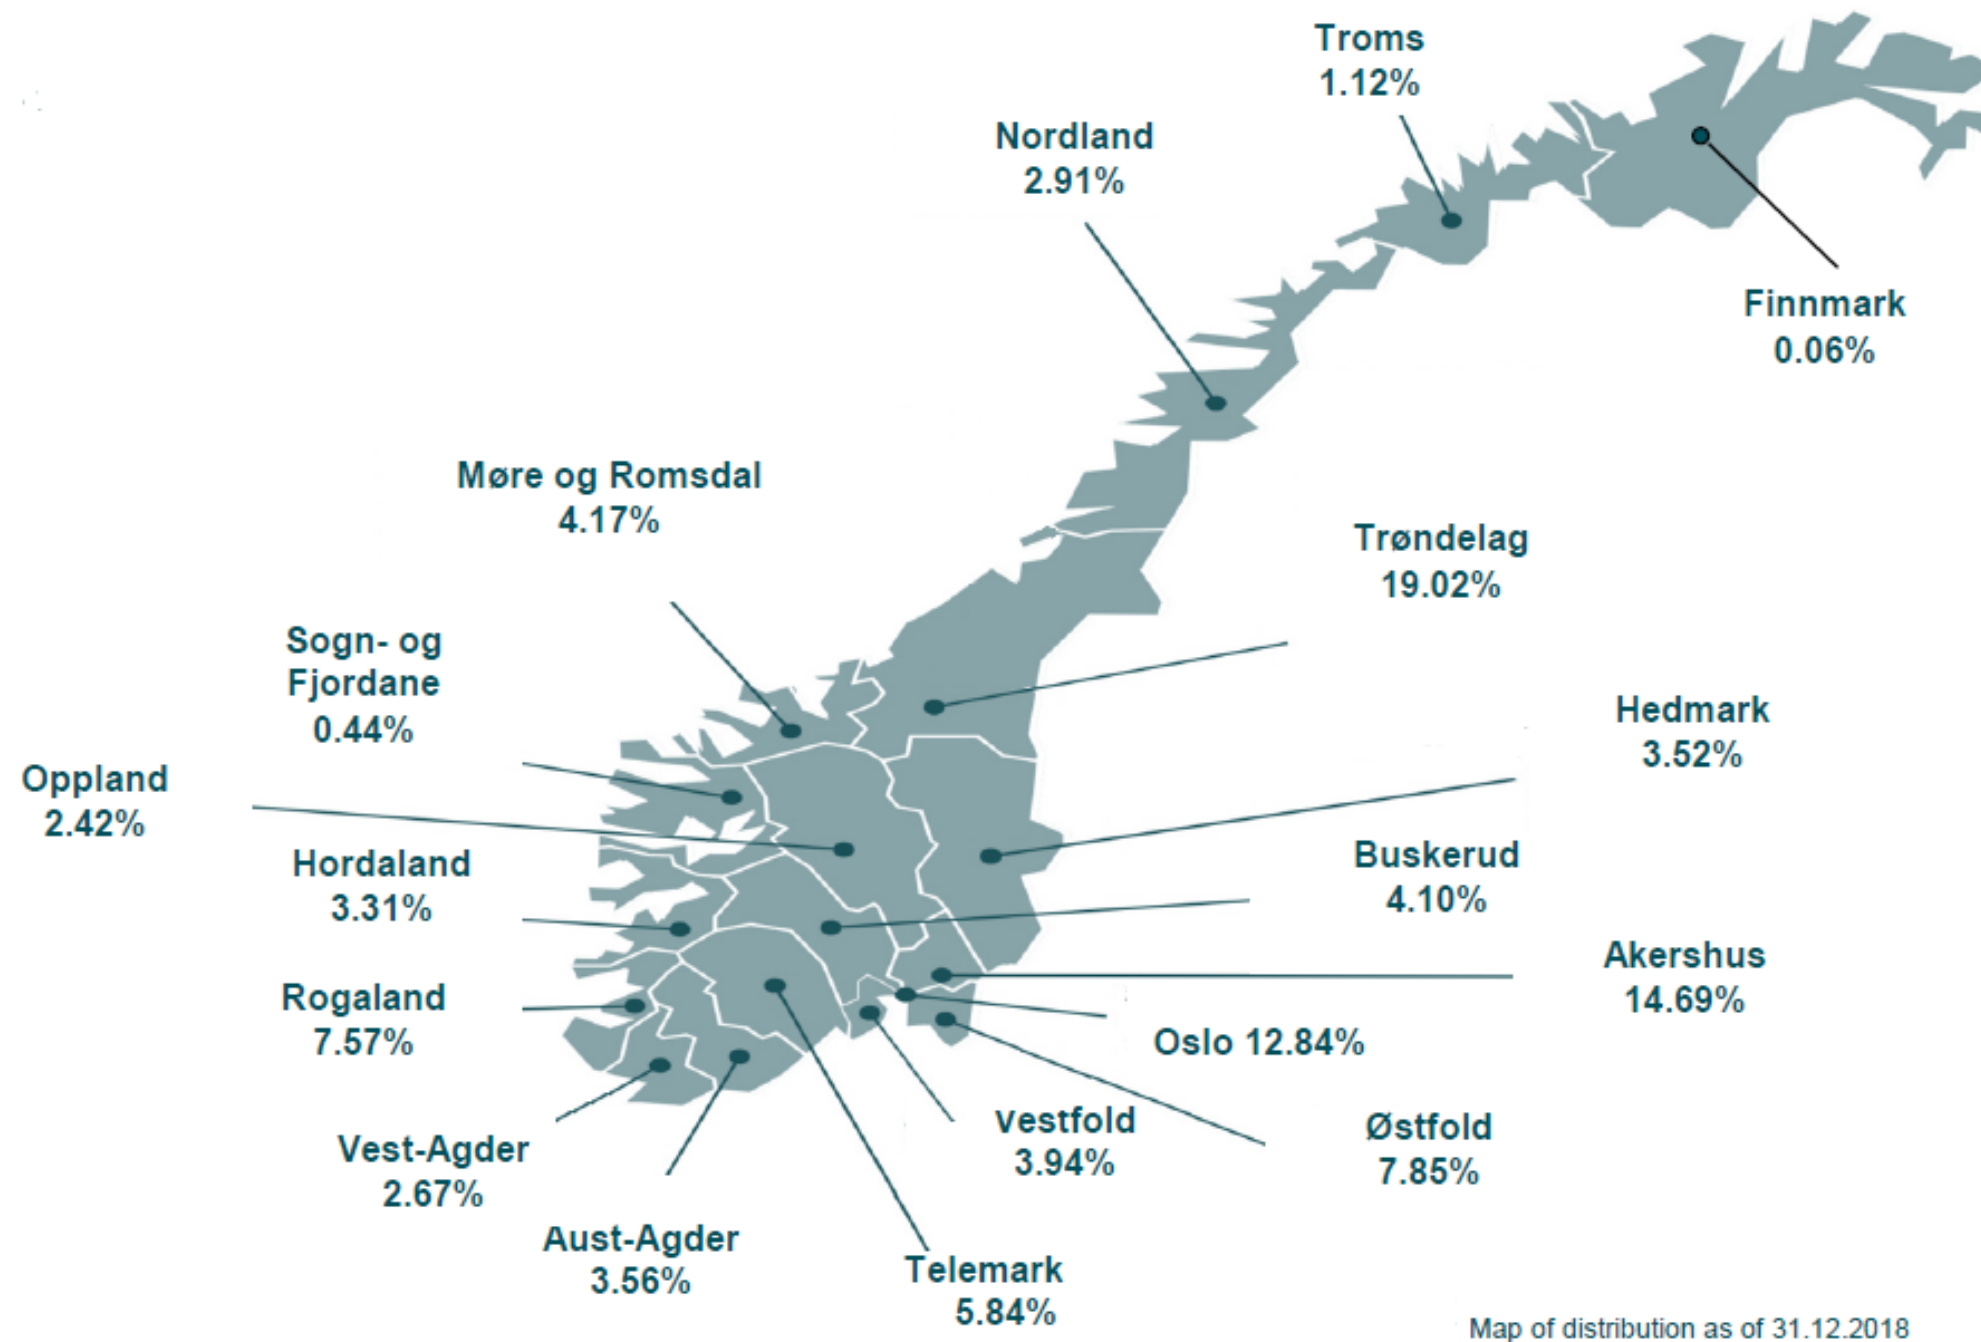 Troms
1.12%
Nordland
2.91%
Finnmark
0.06%
Møre og Romsdal
4.17%
Trøndelag
19.02%
Sogn- og
Fjordane
0.44%
Hedmark
3.52%
Oppland
2.42%
Hordaland
3.31%
Buskerud
4.10%
Akershus
14.69%
Rogaland
7.57%
Oslo 12.84%
Vestfold
3.94%
Østfold
7.85%
Vest-Agder
2.67%
Aust-Agder
3.56%
Telemark
5.84%
Map of distribution as of 31.12.2018